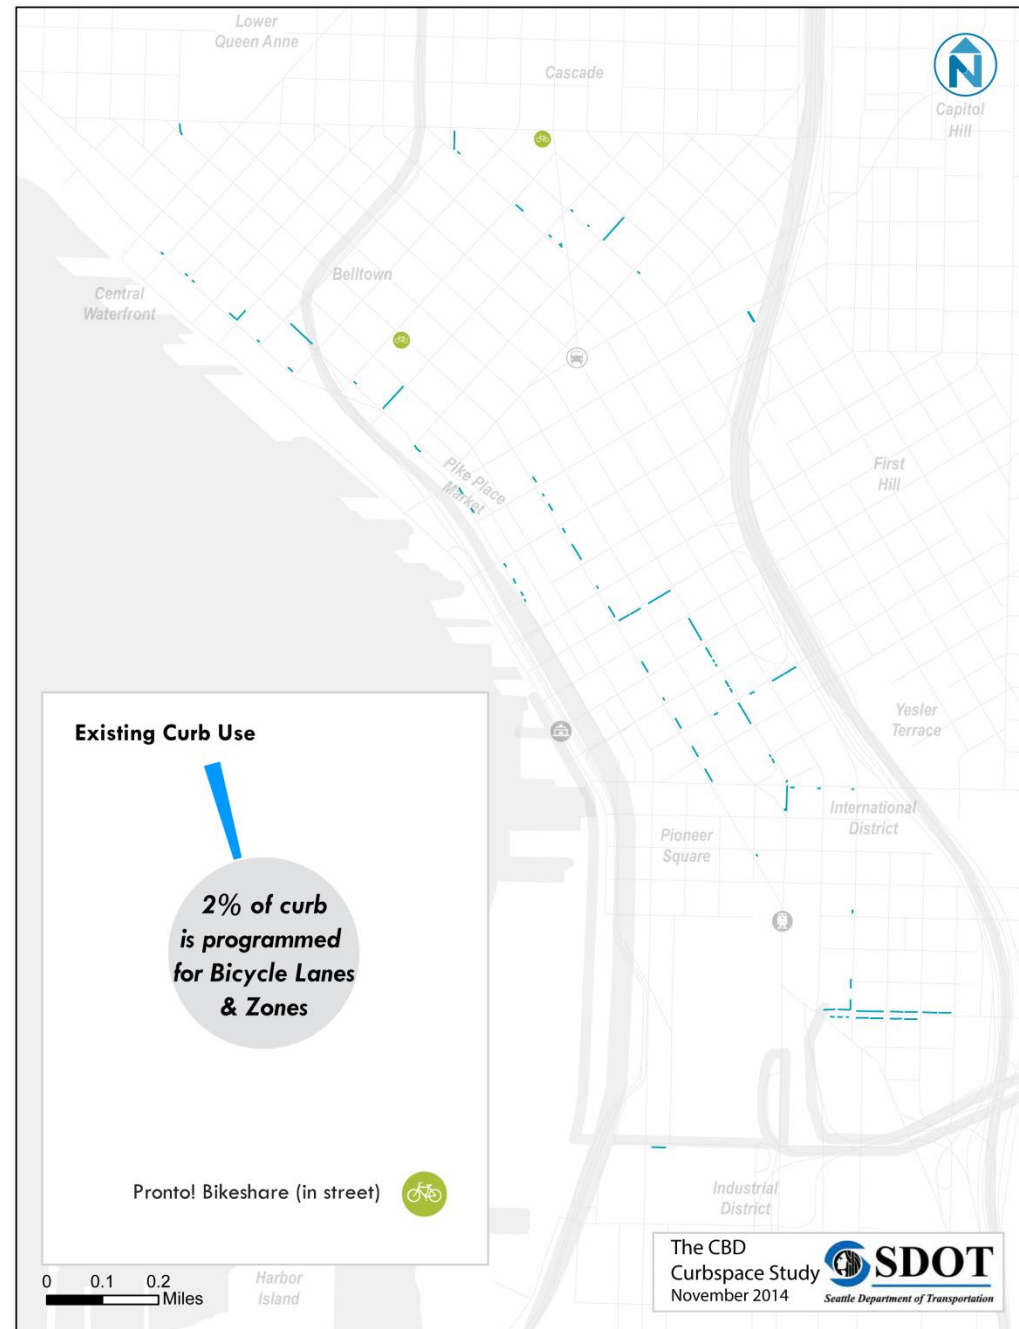 Lower
Queen Anne
Cascade
N
Capitol
Hill
Belltown
Central
Waterfront
Pike Place
Market
First
Hill
Yesler
Terrace
International
District
Pioneer
Square
Existing Curb Use
2% of curb
is programmed
for Bicycle Lanes
& Zones
Pronto! Bikeshare (in street)
Industrial
District
Harbor
Island
0 0.1 0.2
Miles
The CBD
Curbspace Study
November 2014
SDOT
Seattle Department of Transportation